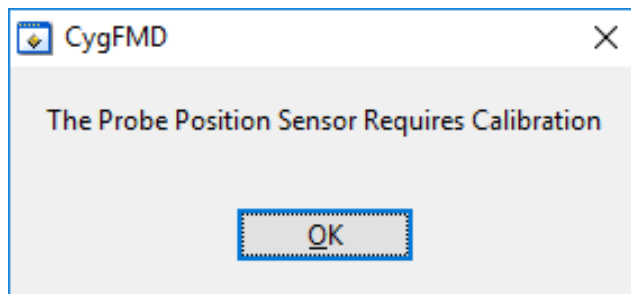 CygFMD
The Probe Position Sensor Requires Calibration
OK